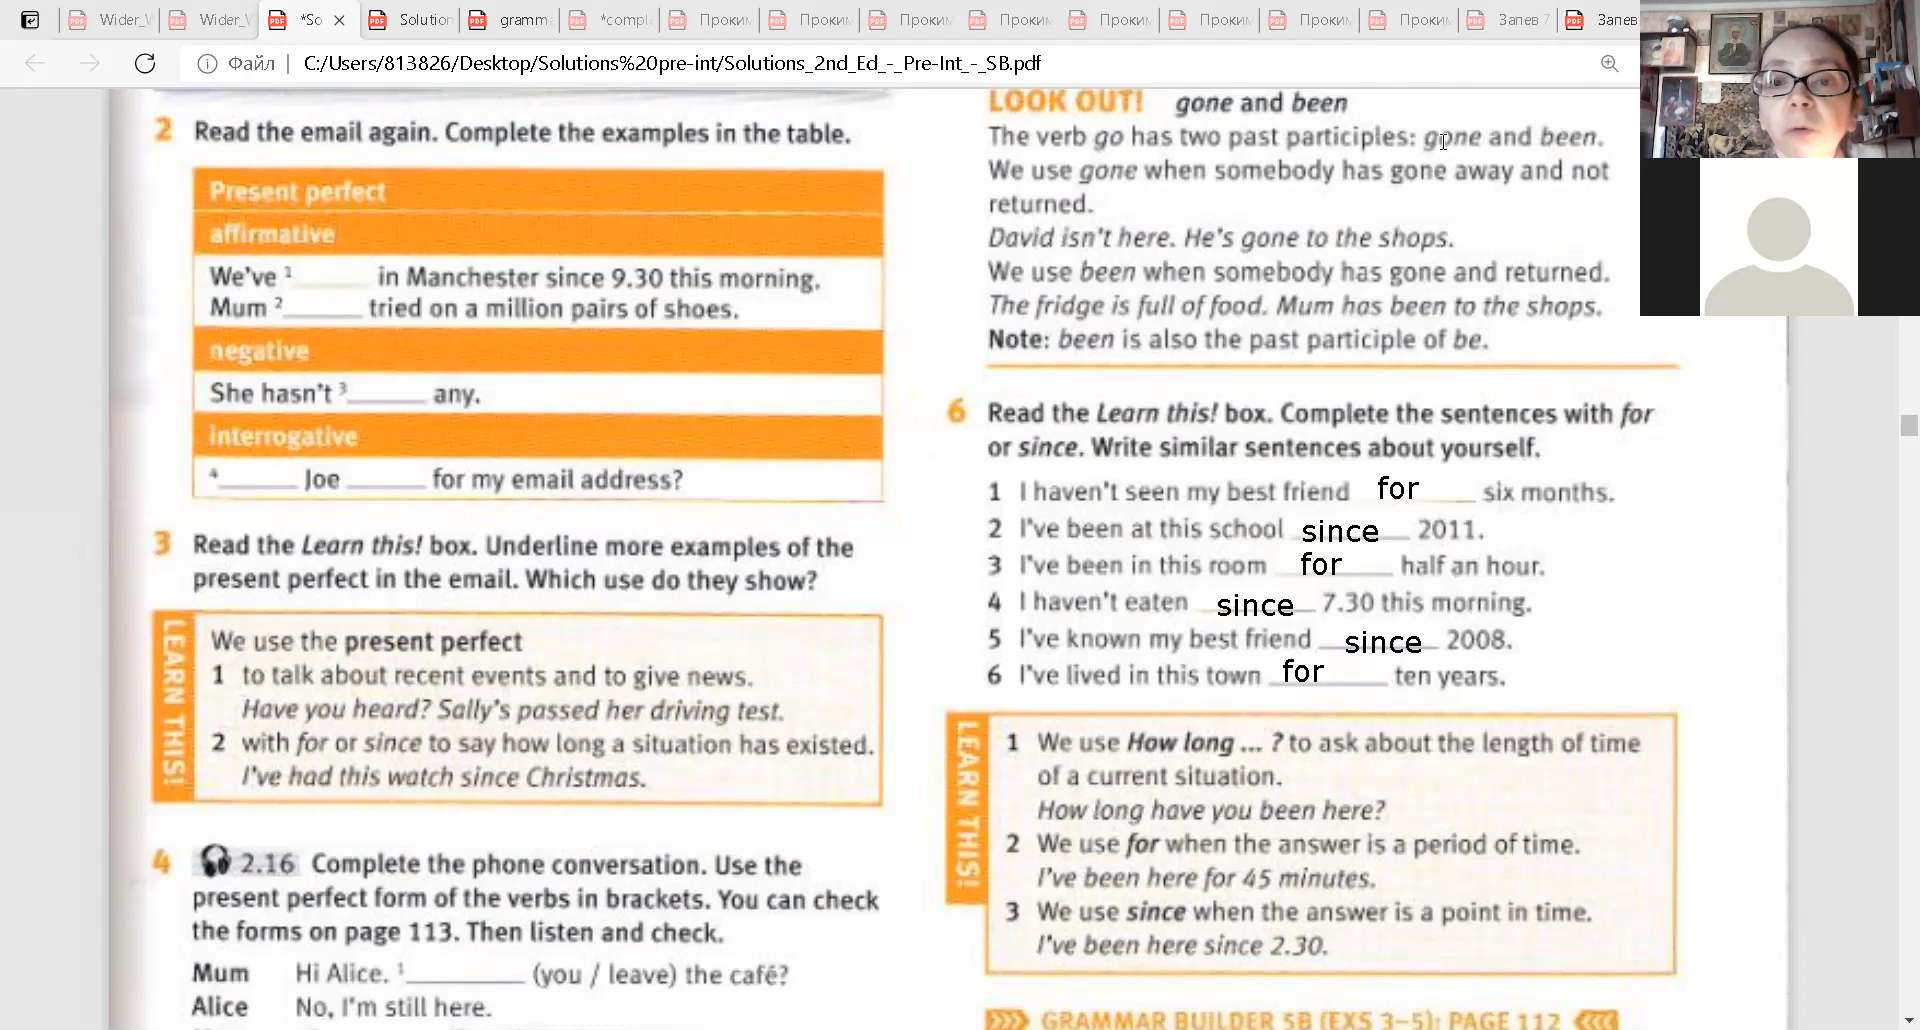 Wider_V
Wider_V
*So
Solution
gramma
*compl
Проким
Проким
Проким
Проким
Проким
Проким
Проким
Проким
Запев 7
Запев
Файл | C:/Users/813826/Desktop/Solutions%20pre-int/Solutions_2nd_Ed_-_Pre-Int_-_SB.pdf
2 Read the email again. Complete the examples in the table.
Present perfect
affirmative
We've 1______ in Manchester since 9.30 this morning.
Mum 2______ tried on a million pairs of shoes.
negative
She hasn't 3______ any.
interrogative
4______ Joe ______ for my email address?
3 Read the Learn this! box. Underline more examples of the
present perfect in the email. Which use do they show?
LEARN THIS!
We use the present perfect
1 to talk about recent events and to give news.
Have you heard? Sally's passed her driving test.
2 with for or since to say how long a situation has existed.
I've had this watch since Christmas.
4 2.16 Complete the phone conversation. Use the
present perfect form of the verbs in brackets. You can check
the forms on page 113. Then listen and check.
Mum Hi Alice. 1________ (you / leave) the café?
Alice No, I'm still here.
LOOK OUT! gone and been
The verb go has two past participles: gone and been.
We use gone when somebody has gone away and not
returned.
David isn't here. He's gone to the shops.
We use been when somebody has gone and returned.
The fridge is full of food. Mum has been to the shops.
Note: been is also the past participle of be.
6 Read the Learn this! box. Complete the sentences with for
or since. Write similar sentences about yourself.
1 I haven't seen my best friend for six months.
2 I've been at this school since 2011.
3 I've been in this room for half an hour.
4 I haven't eaten since 7.30 this morning.
5 I've known my best friend since 2008.
6 I've lived in this town for ten years.
LEARN THIS!
1 We use How long ... ? to ask about the length of time
of a current situation.
How long have you been here?
2 We use for when the answer is a period of time.
I've been here for 45 minutes.
3 We use since when the answer is a point in time.
I've been here since 2.30.
GRAMMAR BUILDER 5B (EXS 3–5): PAGE 112